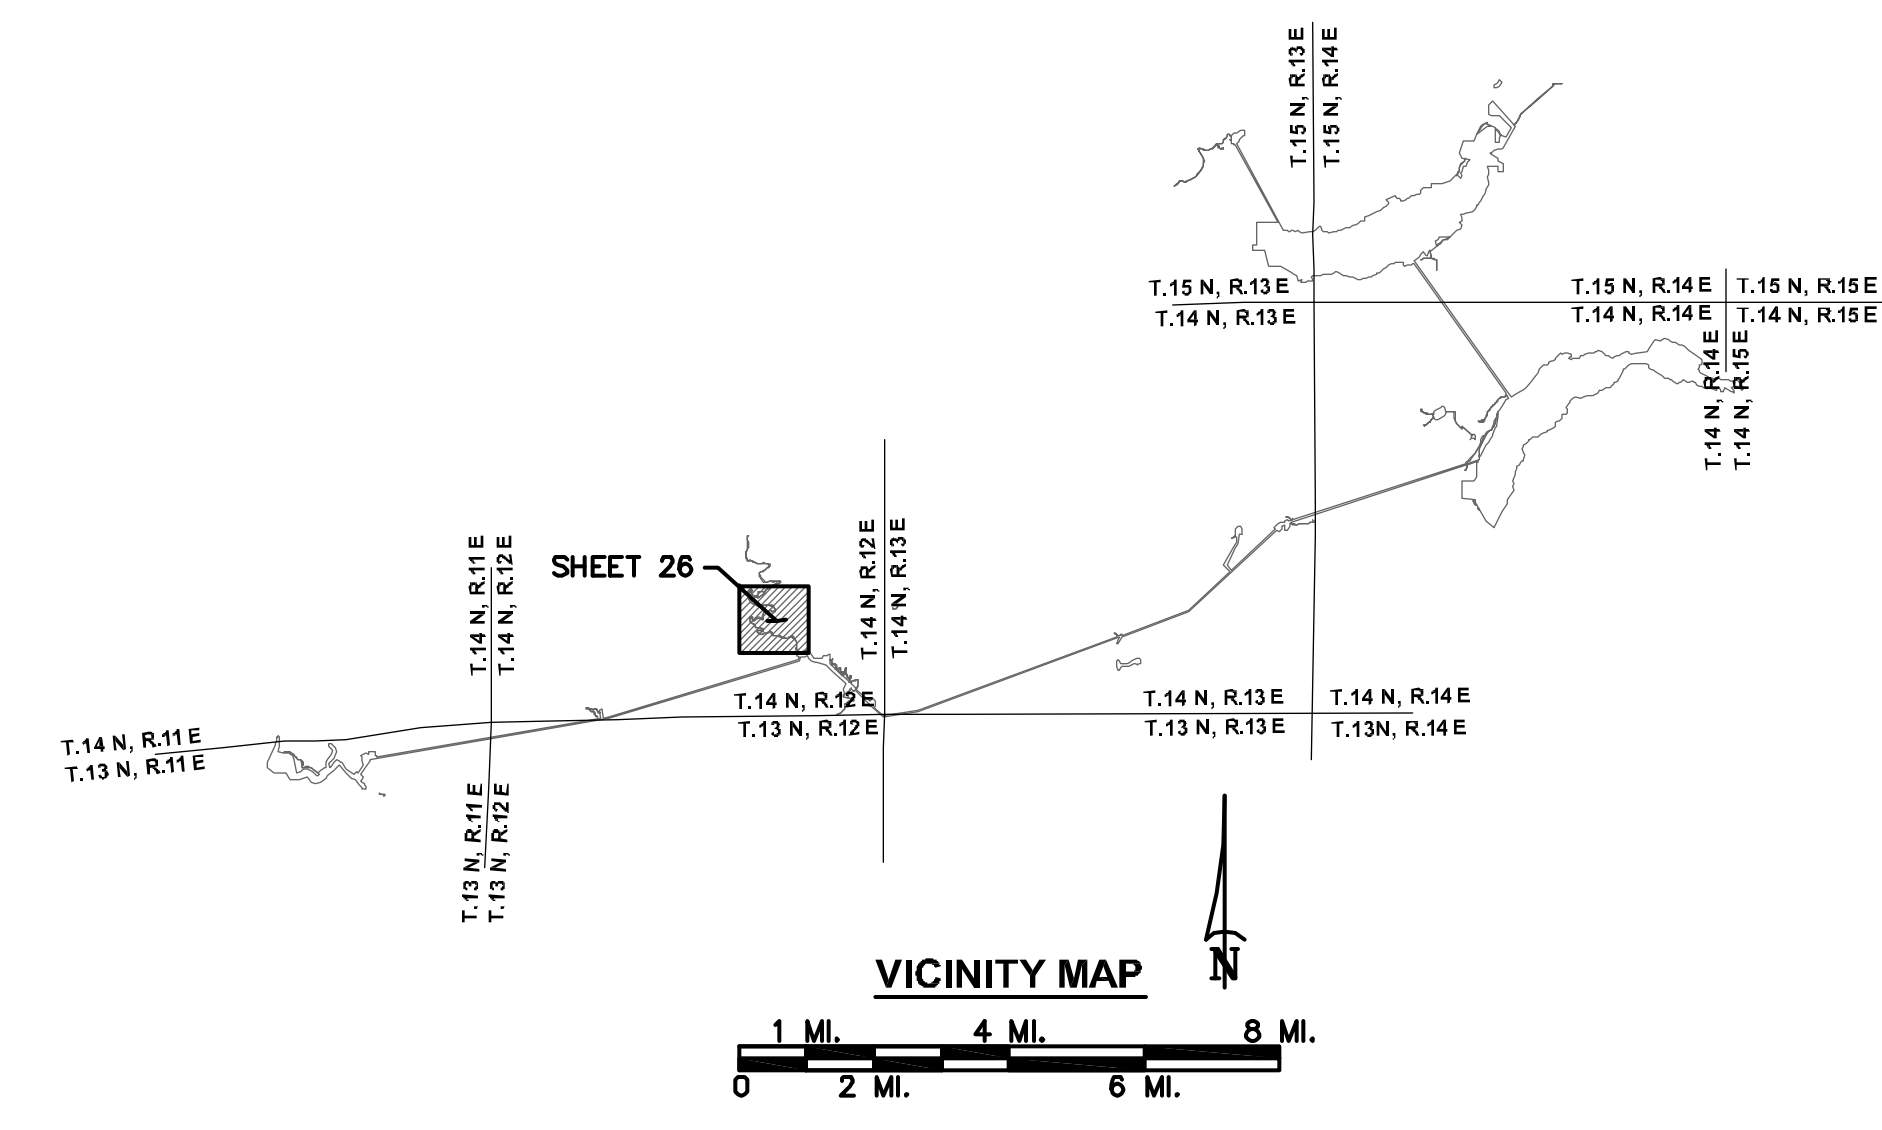 T.15 N, R.13 E
T.15 N, R.14 E
T.15 N, R.13 E
T.14 N, R.13 E
T.15 N, R.14 E
T.14 N, R.14 E
T.15 N, R.15 E
T.14 N, R.15 E
T.14 N, R.14 E
T.14 N, R.15 E
T.14 N, R.11 E
T.14 N, R.12 E
SHEET 26
T.14 N, R.12 E
T.14 N, R.13 E
T.14 N, R.11 E
T.13 N, R.11 E
T.14 N, R.12 E
T.13 N, R.12 E
T.14 N, R.13 E
T.13 N, R.13 E
T.14 N, R.14 E
T.13N, R.14 E
T.13 N, R.11 E
T.13 N, R.12 E
N
VICINITY MAP
1 MI. 4 MI. 8 MI.
0 2 MI. 6 MI.